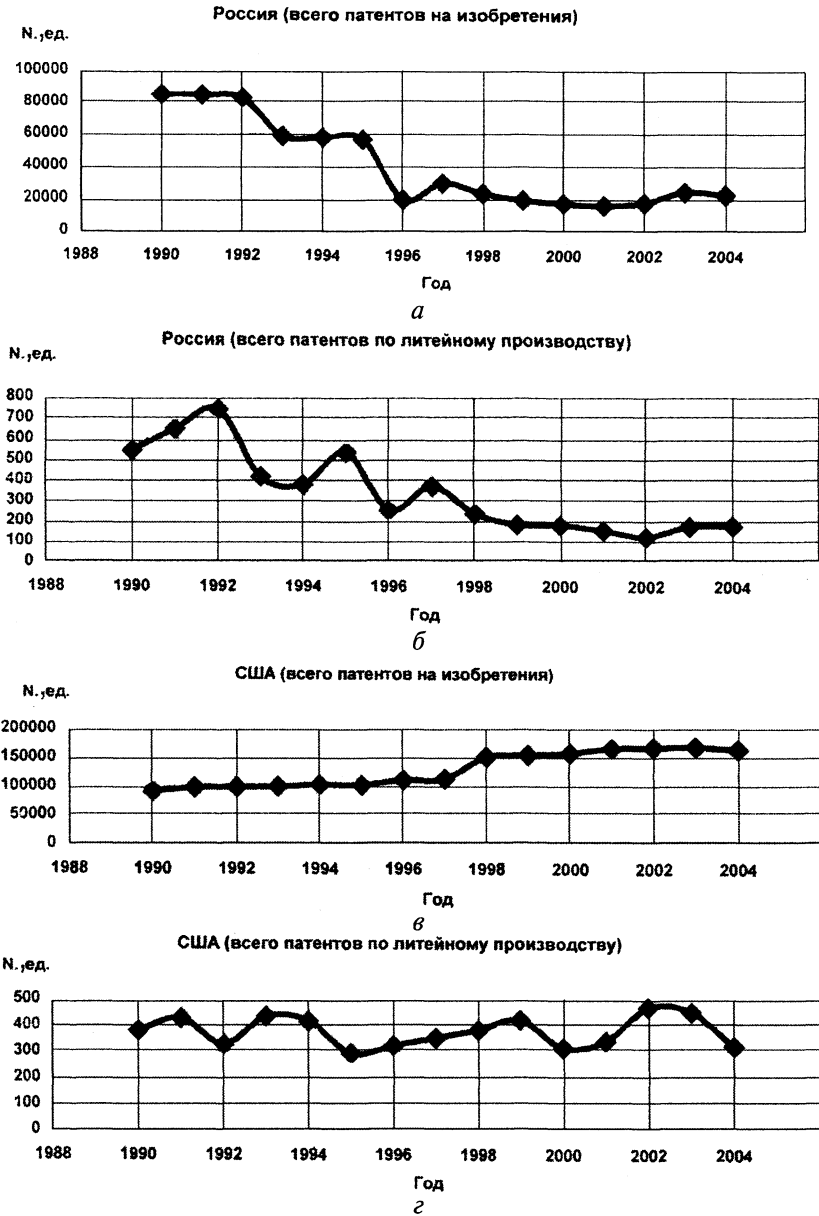 Россия (всего патентов на изобретения)
N.,ед.
100000
80000
60000
40000
20000
0
1988 1990 1992 1994 1996 1998 2000 2002 2004
Год
а
Россия (всего патентов по литейному производству)
N.,ед.
800
700
600
500
400
300
200
100
0
1988 1990 1992 1994 1996 1998 2000 2002 2004
Год
б
США (всего патентов на изобретения)
N.,ед.
200000
150000
100000
50000
0
1988 1990 1992 1994 1996 1998 2000 2002 2004
Год
в
США (всего патентов по литейному производству)
N.,ед.
500
400
300
200
100
0
1988 1990 1992 1994 1996 1998 2000 2002 2004
Год
г